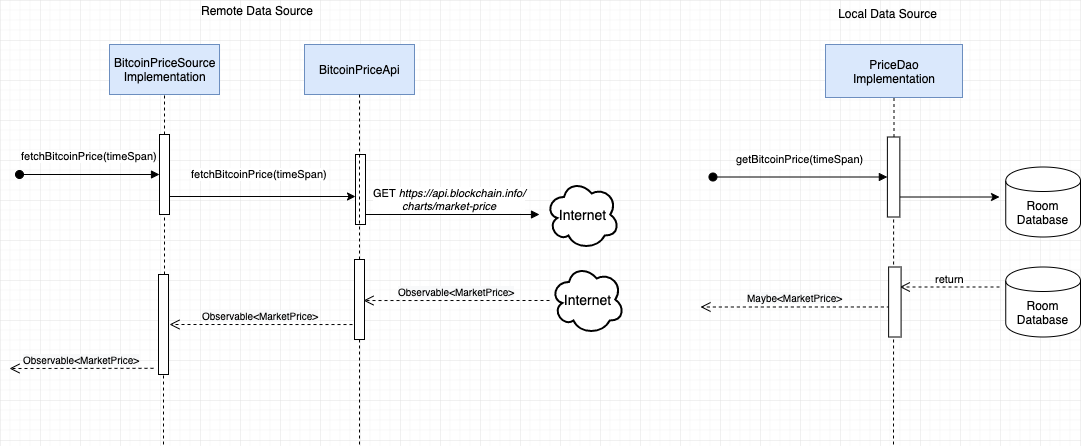 Remote Data Source
BitcoinPriceSource
Implementation
BitcoinPriceApi
fetchBitcoinPrice(timeSpan)
fetchBitcoinPrice(timeSpan)
GET https://api.blockchain.info/
charts/market-price
Internet
Internet
Observable<MarketPrice>
Observable<MarketPrice>
Observable<MarketPrice>
Local Data Source
PriceDao
Implementation
getBitcoinPrice(timeSpan)
Room
Database
return
Maybe<MarketPrice>
Room
Database